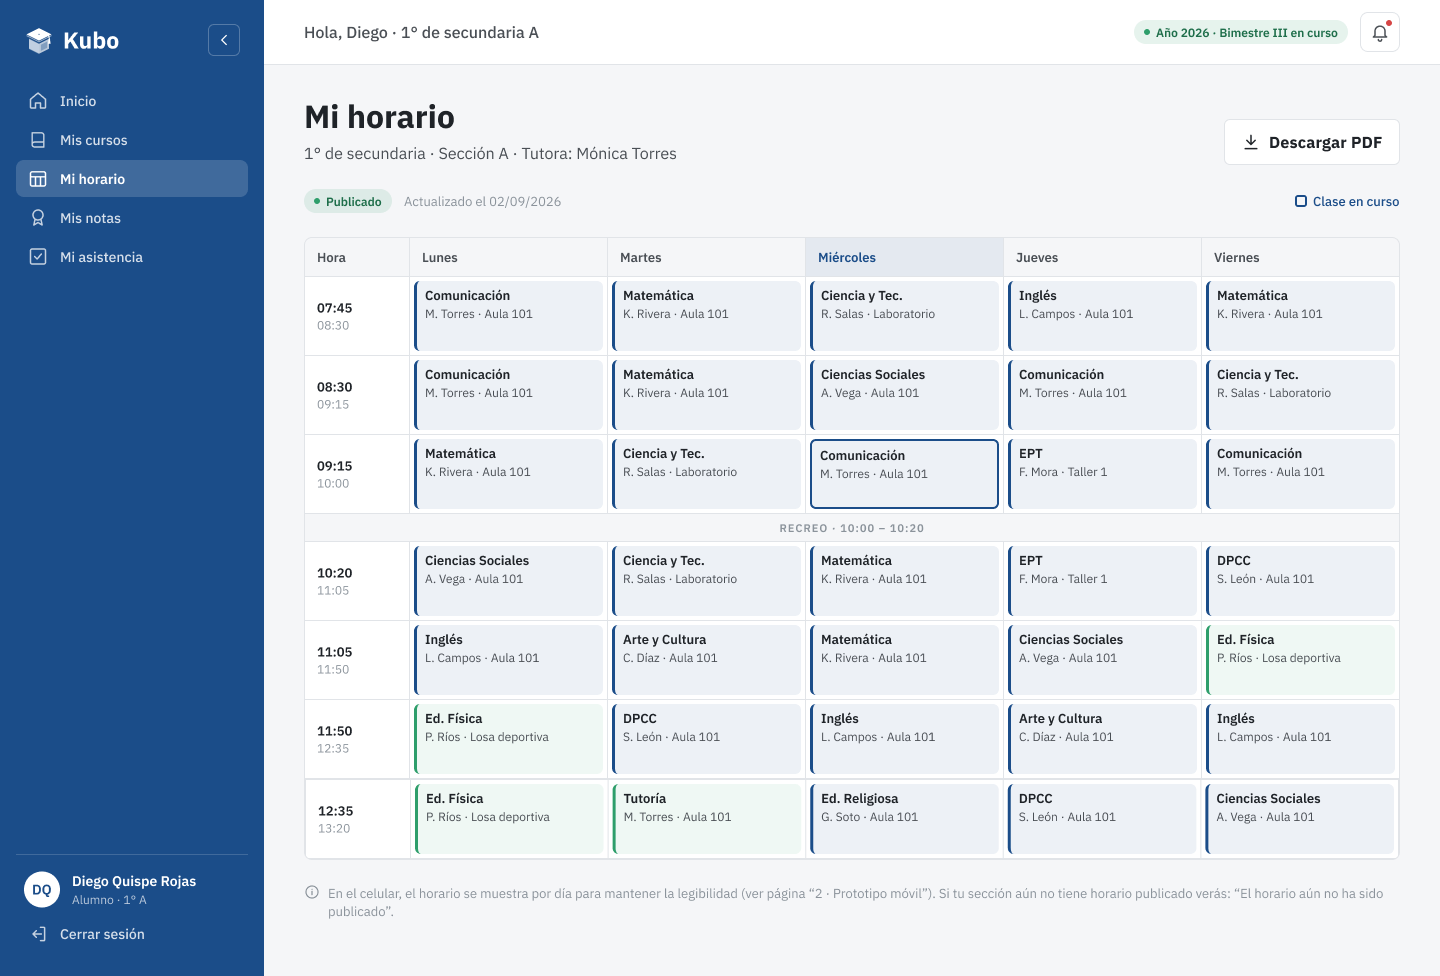 Kubo
Inicio
Mis cursos
Mi horario
Mis notas
Mi asistencia
DQ
Diego Quispe Rojas
Alumno · 1° A
Cerrar sesión
Hola, Diego · 1° de secundaria A
Año 2026 · Bimestre III en curso
Mi horario
1° de secundaria · Sección A · Tutora: Mónica Torres
Descargar PDF
Publicado
Actualizado el 02/09/2026
Clase en curso
Hora Lunes Martes Miércoles Jueves Viernes
07:45 Comunicación Matemática Ciencia y Tec. Inglés Matemática
08:30 M. Torres · Aula 101 K. Rivera · Aula 101 R. Salas · Laboratorio L. Campos · Aula 101 K. Rivera · Aula 101
08:30 Comunicación Matemática Ciencias Sociales Comunicación Ciencia y Tec.
09:15 M. Torres · Aula 101 K. Rivera · Aula 101 A. Vega · Aula 101 M. Torres · Aula 101 R. Salas · Laboratorio
09:15 Matemática Ciencia y Tec. Comunicación EPT Comunicación
10:00 K. Rivera · Aula 101 R. Salas · Laboratorio M. Torres · Aula 101 F. Mora · Taller 1 M. Torres · Aula 101
RECREO · 10:00 – 10:20
10:20 Ciencias Sociales Ciencia y Tec. Matemática EPT DPCC
11:05 A. Vega · Aula 101 R. Salas · Laboratorio K. Rivera · Aula 101 F. Mora · Taller 1 S. León · Aula 101
11:05 Inglés Arte y Cultura Matemática Ciencias Sociales Ed. Física
11:50 L. Campos · Aula 101 C. Díaz · Aula 101 K. Rivera · Aula 101 A. Vega · Aula 101 P. Ríos · Losa deportiva
11:50 Ed. Física DPCC Inglés Arte y Cultura Inglés
12:35 P. Ríos · Losa deportiva S. León · Aula 101 L. Campos · Aula 101 C. Díaz · Aula 101 L. Campos · Aula 101
12:35 Ed. Física Tutoría Ed. Religiosa DPCC Ciencias Sociales
13:20 P. Ríos · Losa deportiva M. Torres · Aula 101 G. Soto · Aula 101 S. León · Aula 101 A. Vega · Aula 101
En el celular, el horario se muestra por día para mantener la legibilidad (ver página “2 · Prototipo móvil”). Si tu sección aún no tiene horario publicado verás: “El horario aún no ha sido
publicado”.